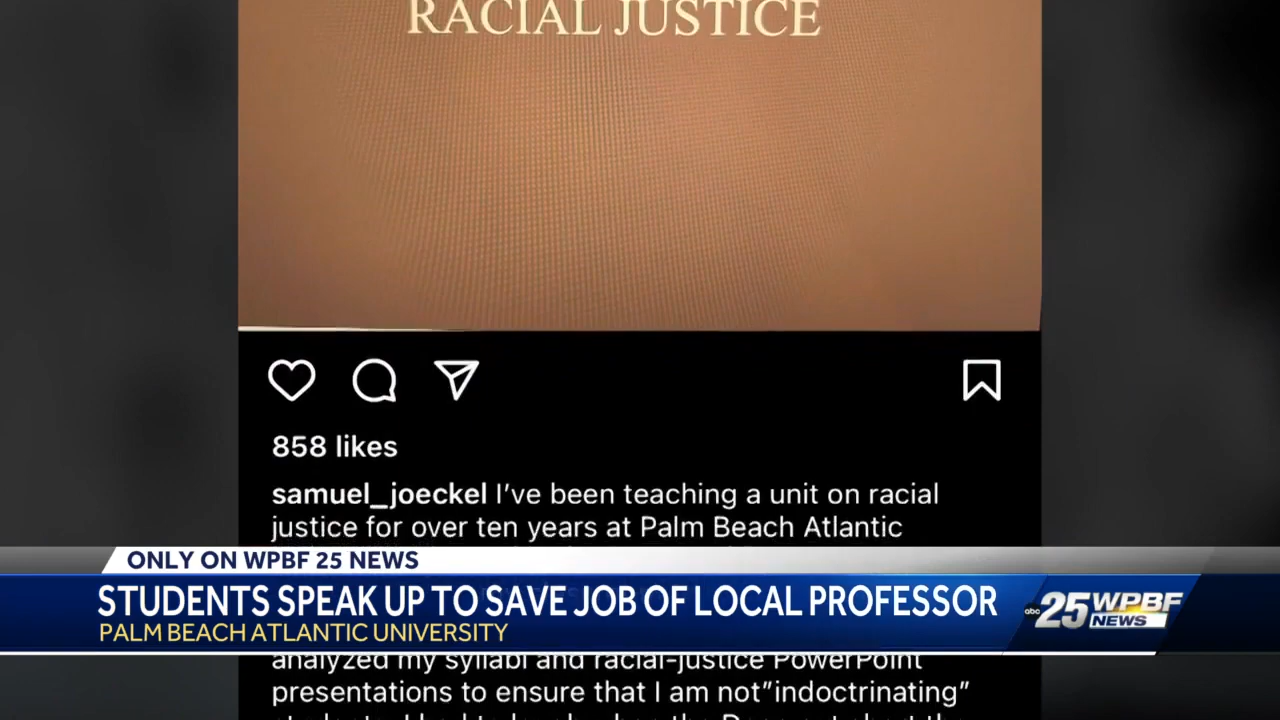 RACIAL JUSTICE
858 likes
samuel_joeckel I've been teaching a unit on racial
justice for over ten years at Palm Beach Atlantic
ONLY ON WPBF 25 NEWS
STUDENTS SPEAK UP TO SAVE JOB OF LOCAL PROFESSOR
abc 25 WPBF NEWS
PALM BEACH ATLANTIC UNIVERSITY
analyzed my syllabi and racial-justice PowerPoint
presentations to ensure that I am not"indoctrinating"